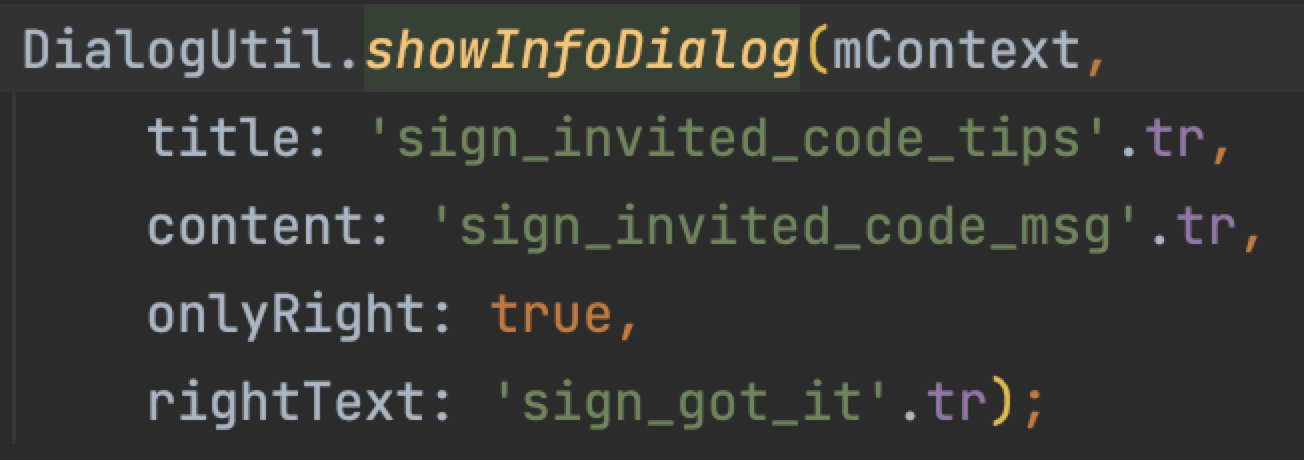 DialogUtil.showInfoDialog(mContext,
title: 'sign_invited_code_tips'.tr,
content: 'sign_invited_code_msg'.tr,
onlyRight: true,
rightText: 'sign_got_it'.tr);